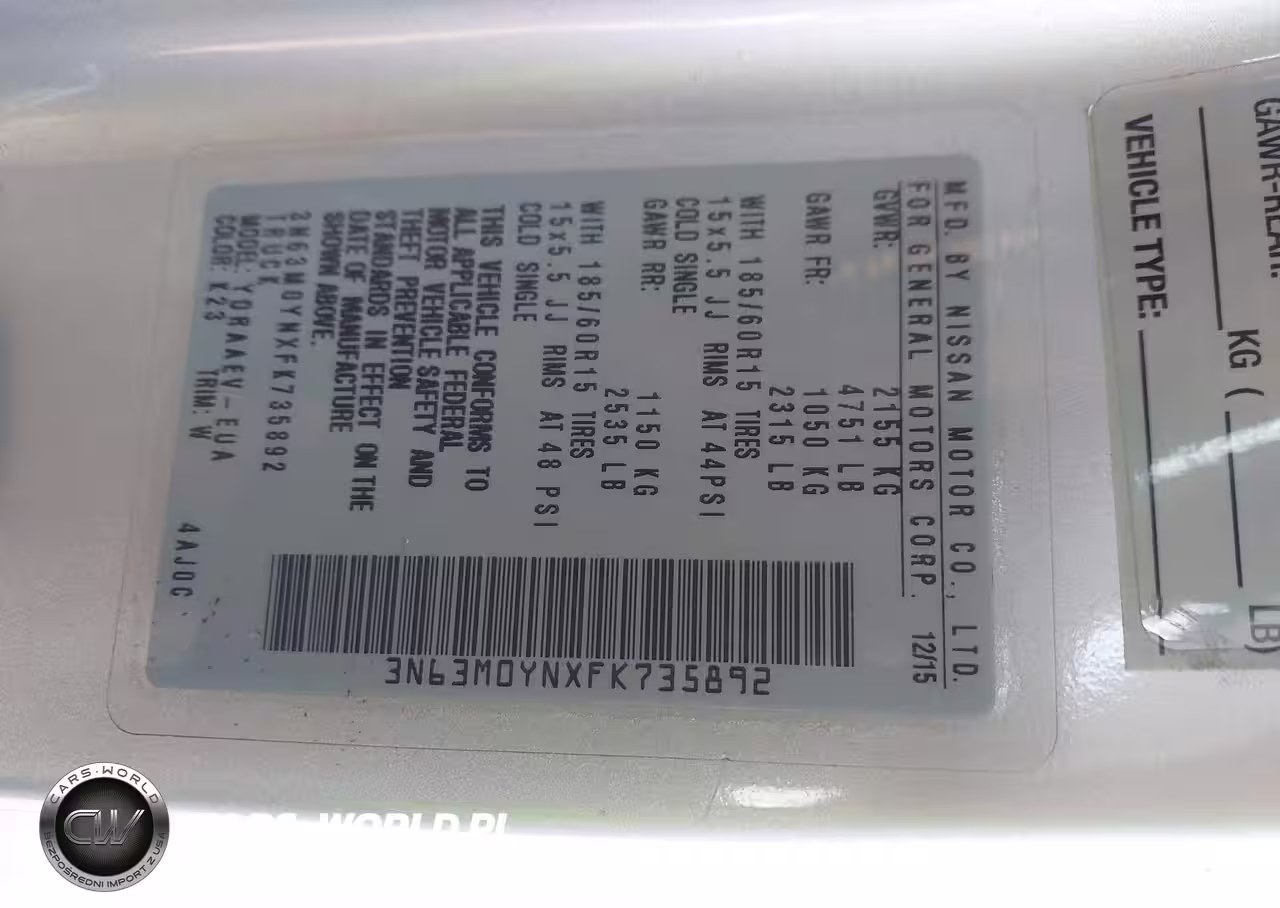 MFD. BY NISSAN MOTOR CO., LTD.
FOR GENERAL MOTORS CORP. 12/15
GVWR: 2155 KG
4751 LB
GAWR FR: 1050 KG
2315 LB
WITH 185/60R15 TIRES
15x5.5 JJ RIMS AT 44PSI
COLD SINGLE
GAWR RR: 1150 KG
2535 LB
WITH 185/60R15 TIRES
15x5.5 JJ RIMS AT 48 PSI
COLD SINGLE
THIS VEHICLE CONFORMS TO
ALL APPLICABLE FEDERAL
MOTOR VEHICLE SAFETY AND
THEFT PREVENTION
STANDARDS IN EFFECT ON THE
DATE OF MANUFACTURE
SHOWN ABOVE.
3N63M0YNXFK735892
TRUCK
MODEL: YDRAAEV-EUA
COLOR: K23 TRIM: W 4AJ0C
3N63M0YNXFK735892
GAWR-REAR:
KG ( LB)
VEHICLE TYPE:
CARS-WORLD
CW
BEZPOŚREDNI IMPORT Z USA
CARS-WORLD.PL